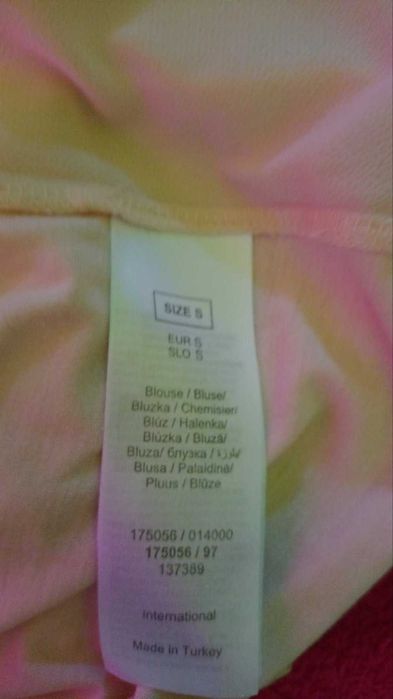 SIZE S
EUR S
SLO S
Blouse / Bluse/
Bluzka / Chemisier/
Blúz / Halenka/
Blúzka / Bluză/
Bluza/ блузка / بلوزة/
Blusa / Palaidinė/
Pluus / Blūze
175056 / 014000
175056 / 97
137389
International
Made in Turkey